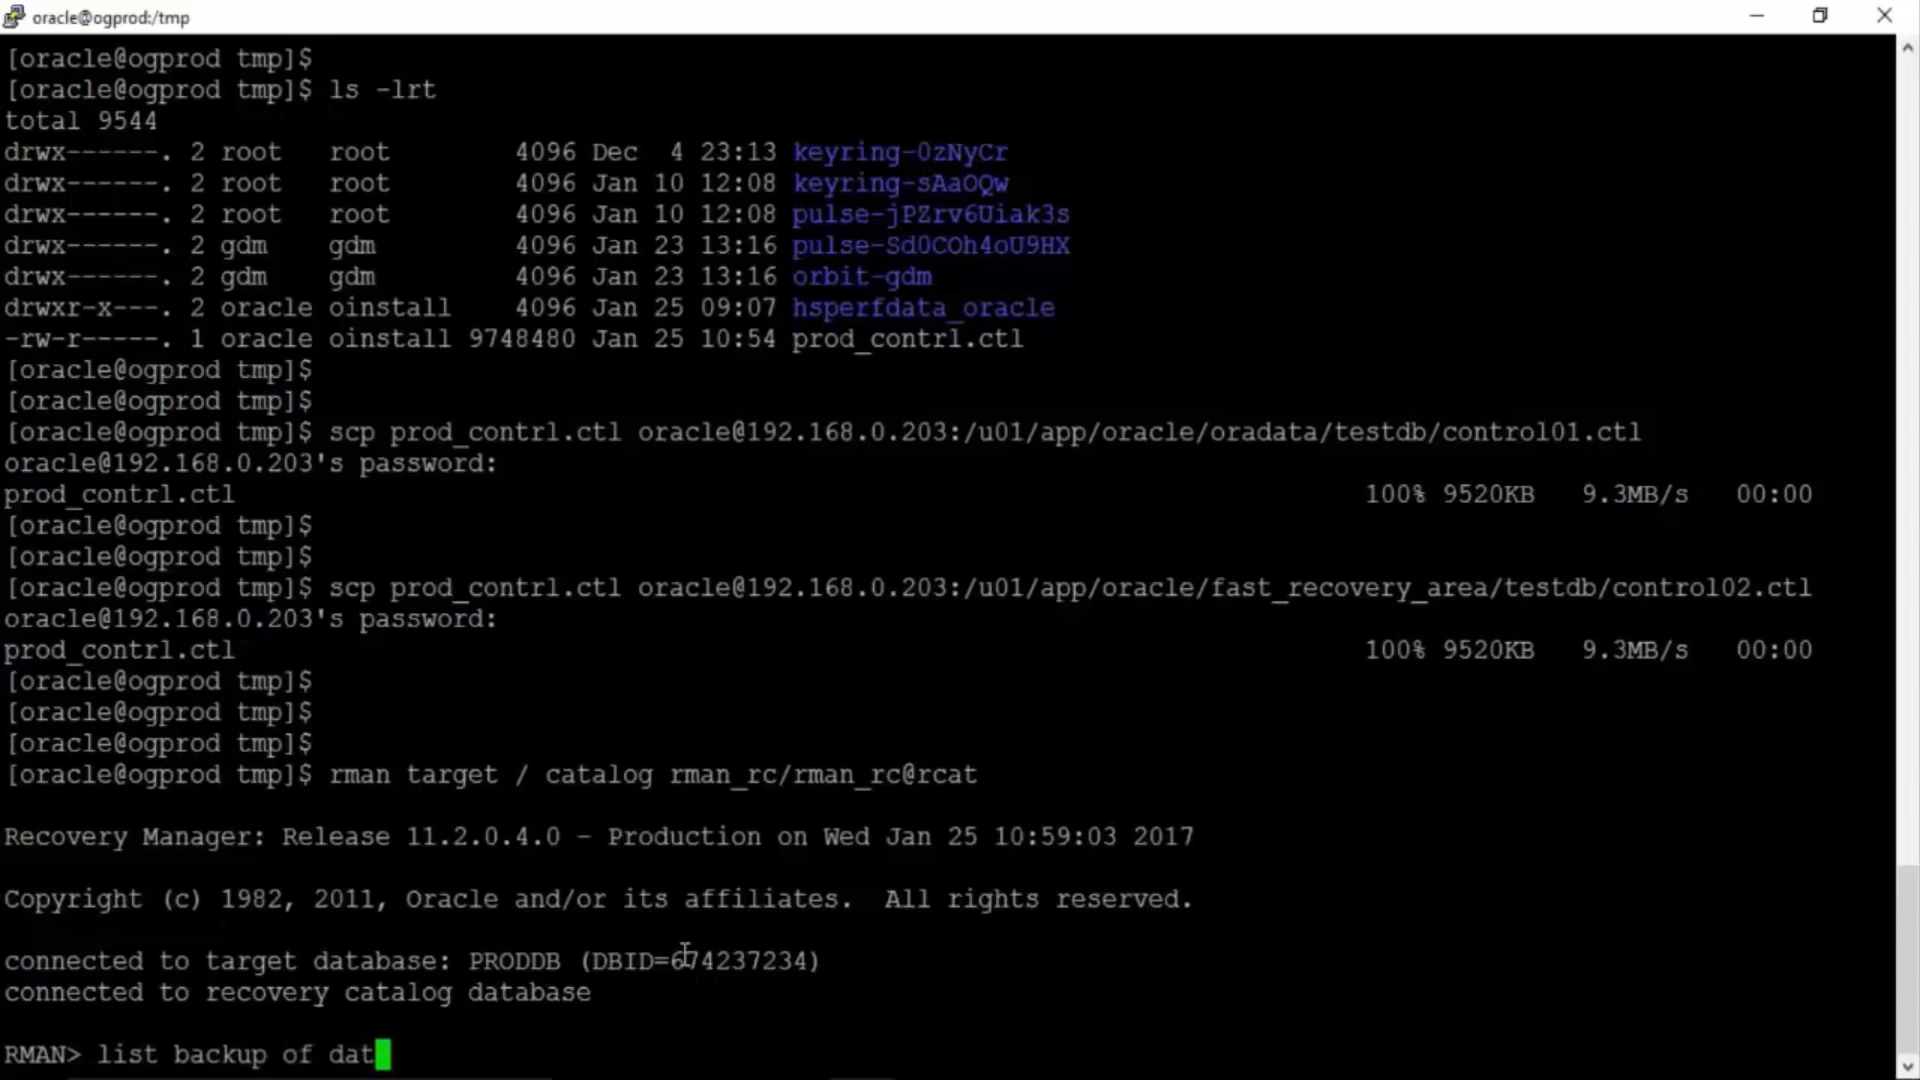 oracle@ogprod:/tmp
[oracle@ogprod tmp]$
[oracle@ogprod tmp]$ ls -lrt
total 9544
drwx------. 2 root   root        4096 Dec  4 23:13 keyring-0zNyCr
drwx------. 2 root   root        4096 Jan 10 12:08 keyring-sAaOQw
drwx------. 2 root   root        4096 Jan 10 12:08 pulse-jPZrv6Uiak3s
drwx------. 2 gdm    gdm         4096 Jan 23 13:16 pulse-Sd0COh4oU9HX
drwx------. 2 gdm    gdm         4096 Jan 23 13:16 orbit-gdm
drwxr-x---. 2 oracle oinstall    4096 Jan 25 09:07 hsperfdata_oracle
-rw-r-----. 1 oracle oinstall 9748480 Jan 25 10:54 prod_contrl.ctl
[oracle@ogprod tmp]$
[oracle@ogprod tmp]$
[oracle@ogprod tmp]$ scp prod_contrl.ctl oracle@192.168.0.203:/u01/app/oracle/oradata/testdb/control01.ctl
oracle@192.168.0.203's password:
prod_contrl.ctl                                                                         100% 9520KB   9.3MB/s   00:00
[oracle@ogprod tmp]$
[oracle@ogprod tmp]$
[oracle@ogprod tmp]$ scp prod_contrl.ctl oracle@192.168.0.203:/u01/app/oracle/fast_recovery_area/testdb/control02.ctl
oracle@192.168.0.203's password:
prod_contrl.ctl                                                                         100% 9520KB   9.3MB/s   00:00
[oracle@ogprod tmp]$
[oracle@ogprod tmp]$
[oracle@ogprod tmp]$
[oracle@ogprod tmp]$ rman target / catalog rman_rc/rman_rc@rcat
Recovery Manager: Release 11.2.0.4.0 - Production on Wed Jan 25 10:59:03 2017
Copyright (c) 1982, 2011, Oracle and/or its affiliates.  All rights reserved.
connected to target database: PRODDB (DBID=674237234)
connected to recovery catalog database
RMAN> list backup of dat